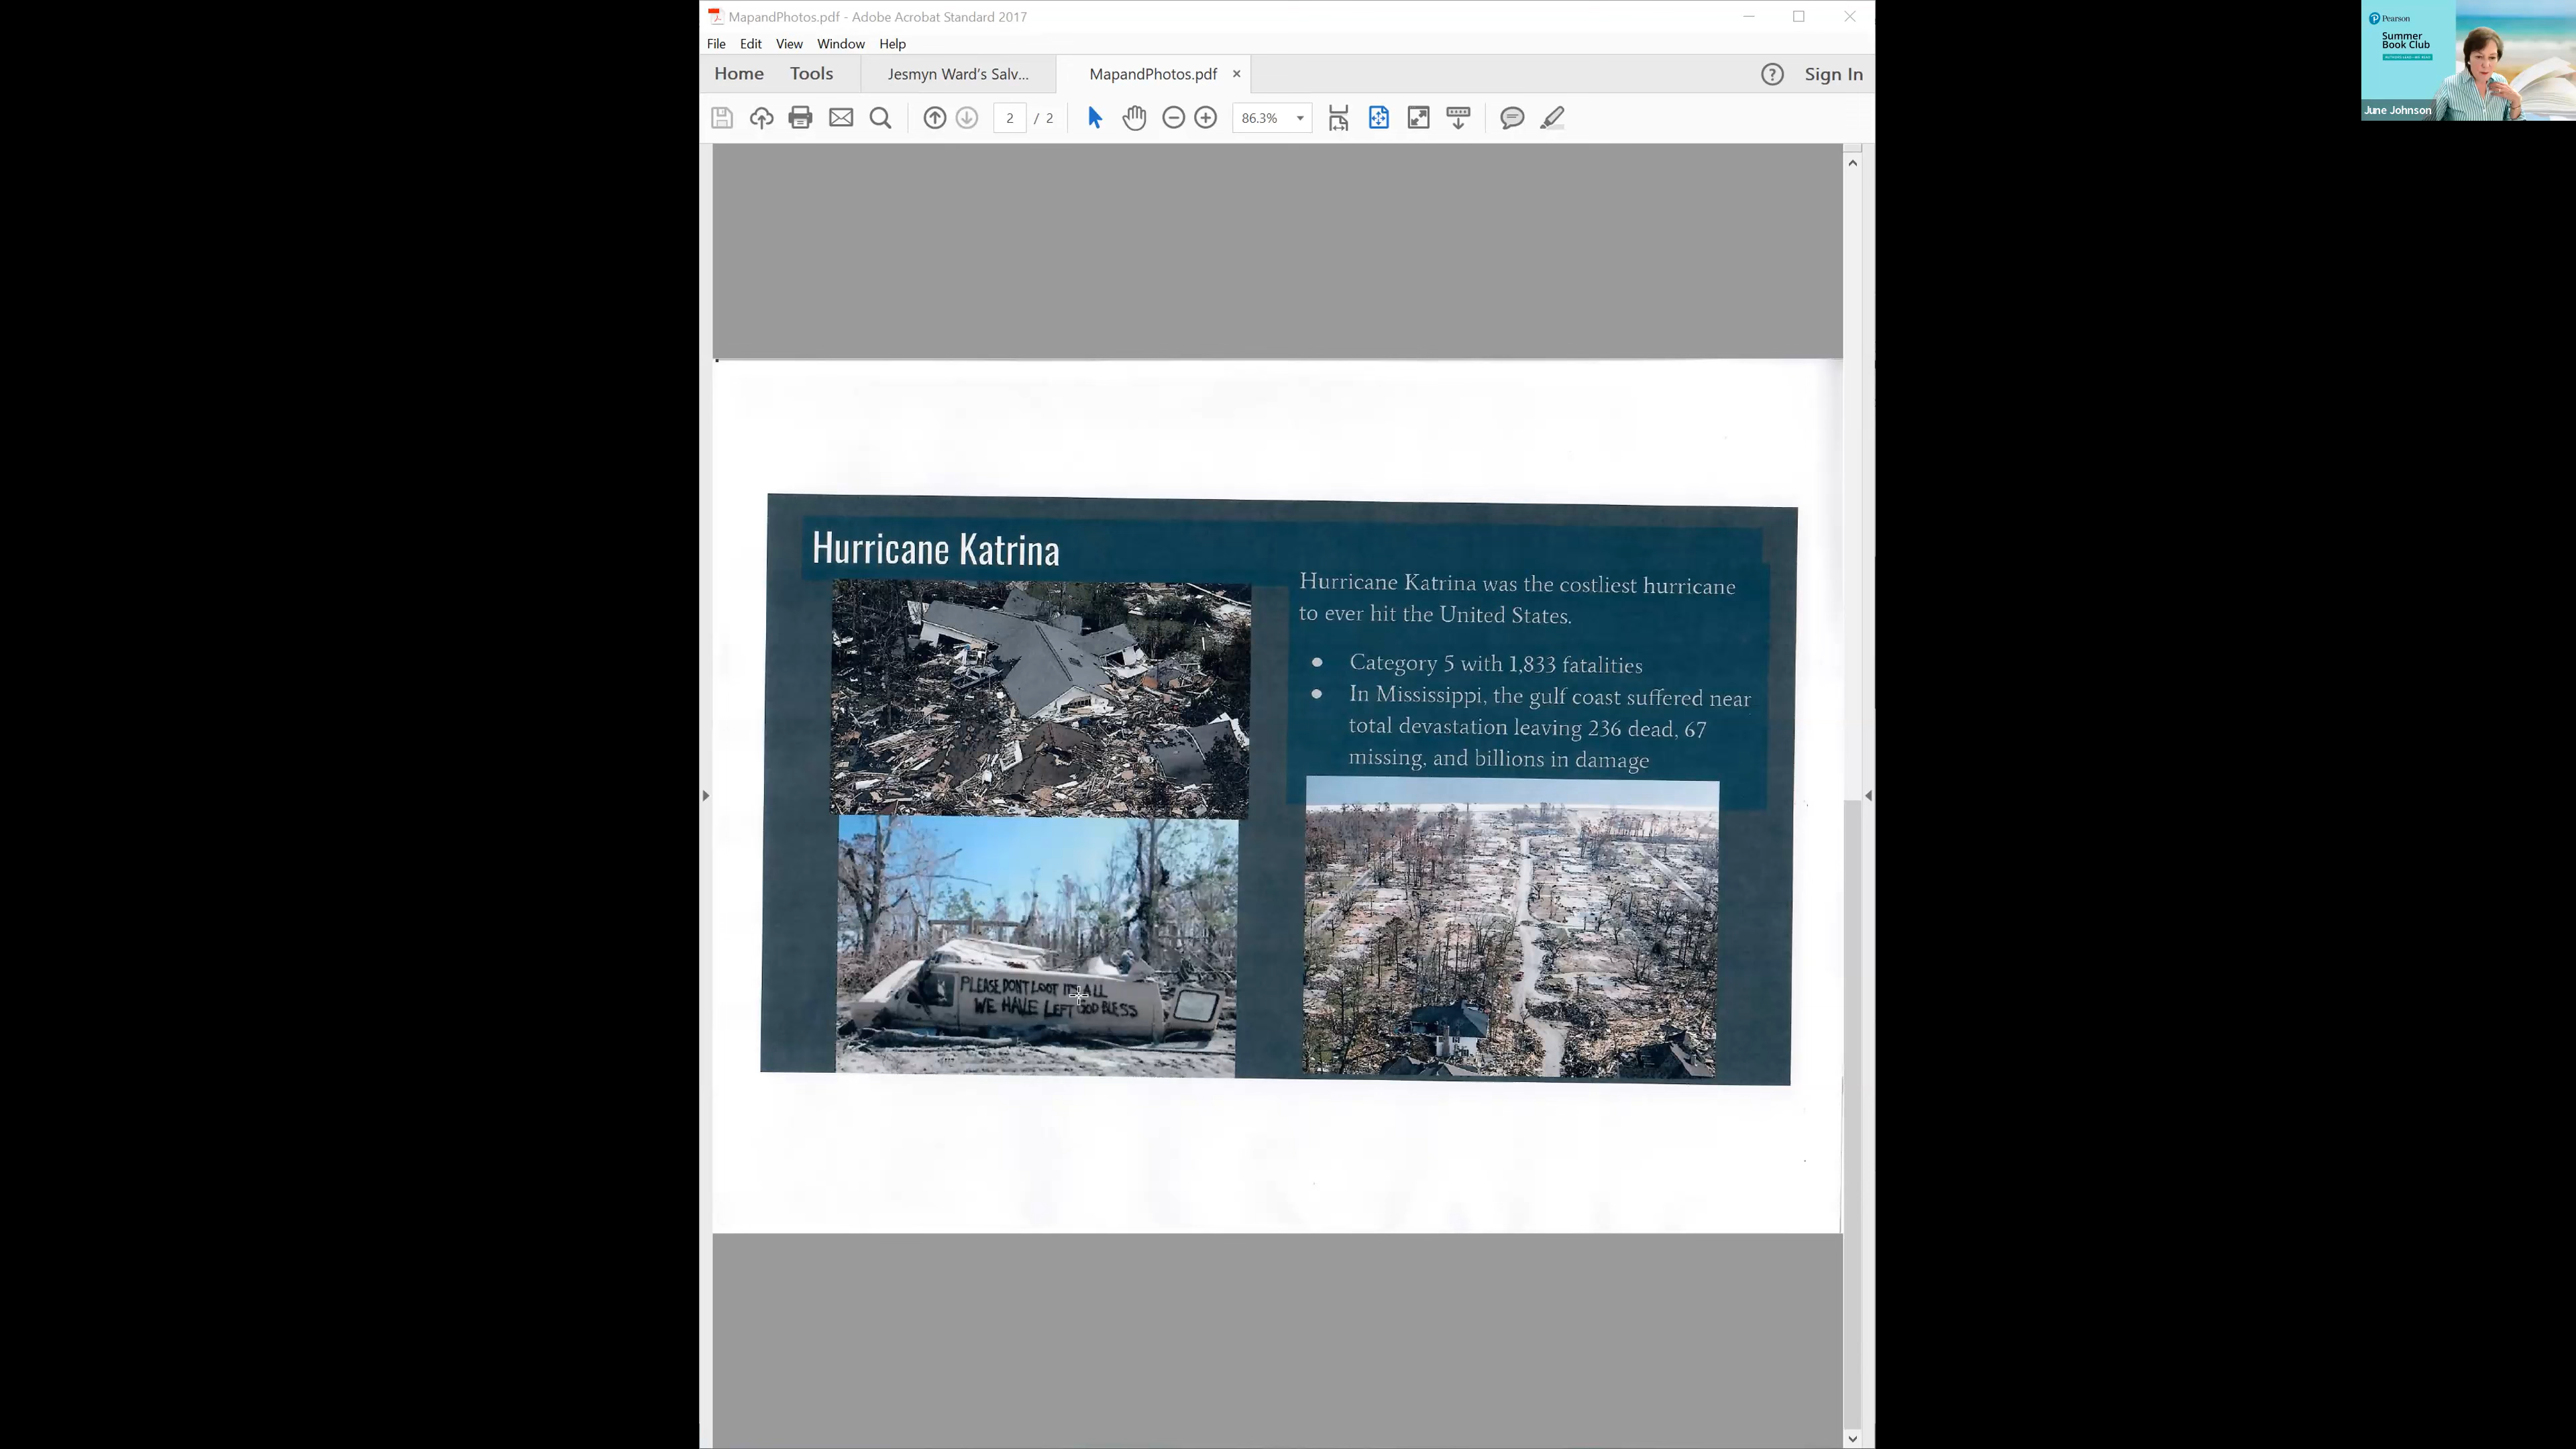 MapandPhotos.pdf - Adobe Acrobat Standard 2017
File Edit View Window Help
Home Tools Jesmyn Ward's Salv... MapandPhotos.pdf × Sign In
2 / 2 86.3%
Pearson
Summer
Book Club
June Johnson
Hurricane Katrina
Hurricane Katrina was the costliest hurricane
to ever hit the United States.
● Category 5 with 1,833 fatalities
● In Mississippi, the gulf coast suffered near
total devastation leaving 236 dead, 67
missing, and billions in damage
PLEASE DONT LOOT ALL
WE HAVE LEFT GOD BLESS